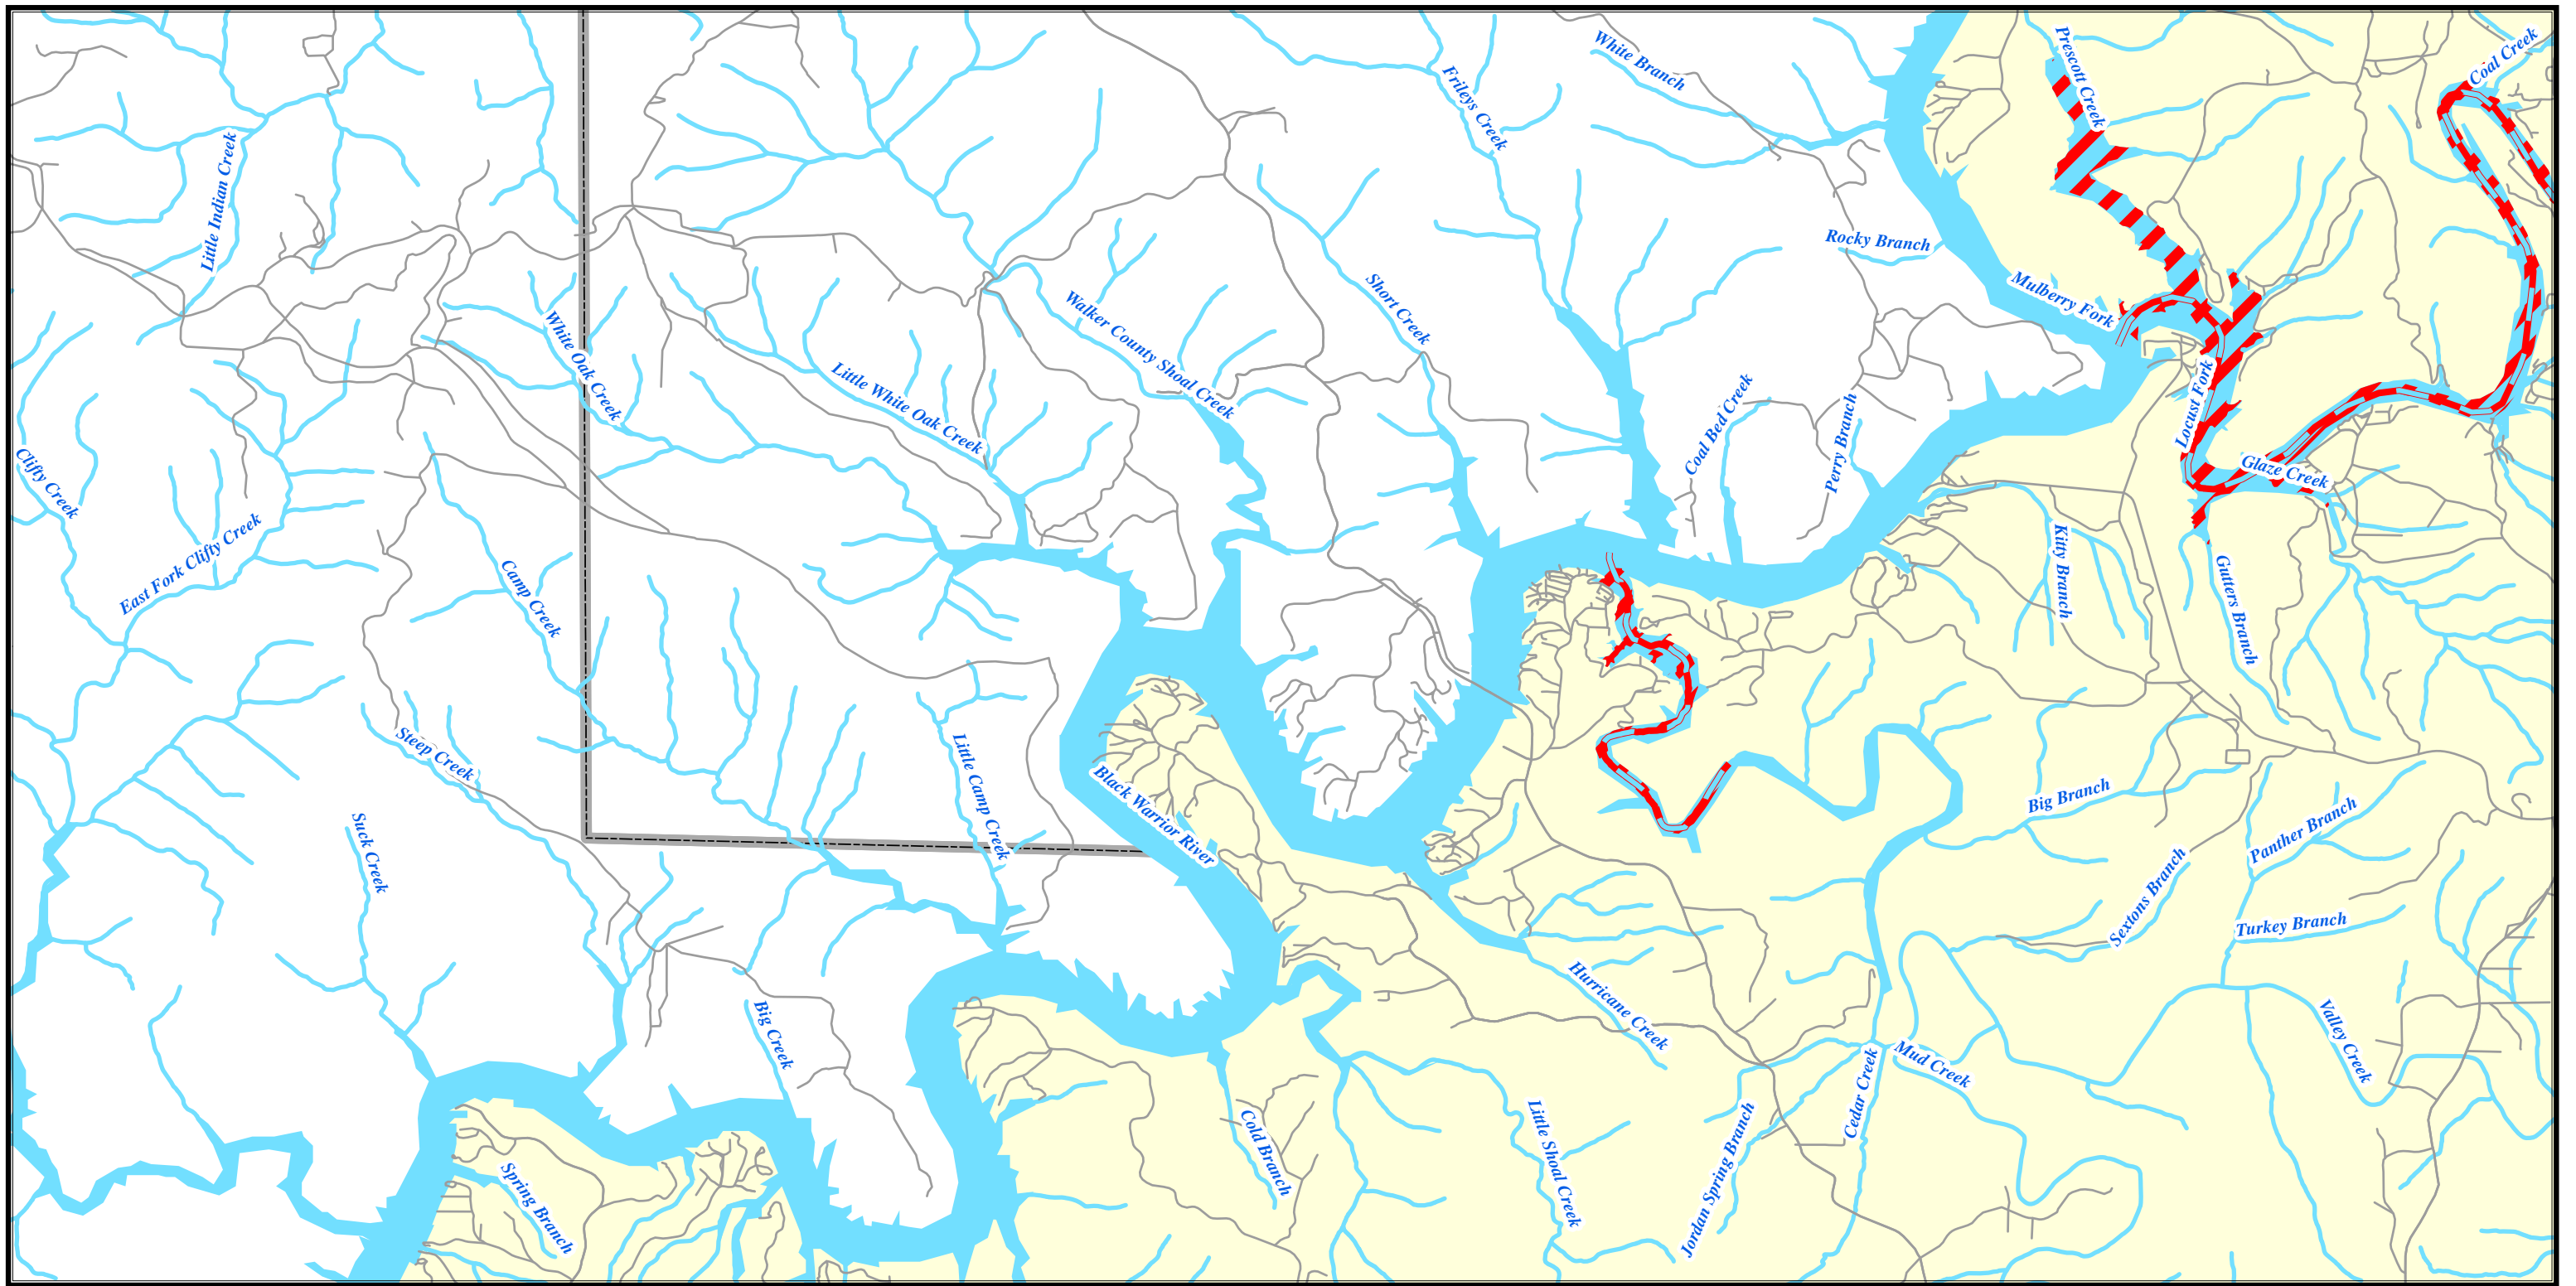 Prescott Creek
Coal Creek
White Branch
Frileys Creek
Little Indian Creek
Rocky Branch
Mulberry Fork
Short Creek
Walker County Shoal Creek
White Oak Creek
Little White Oak Creek
Locust Fork
Coal Bed Creek
Perry Branch
Glaze Creek
Clifty Creek
East Fork Clifty Creek
Camp Creek
Kitty Branch
Gutters Branch
Steep Creek
Little Camp Creek
Black Warrior River
Big Branch
Panther Branch
Suck Creek
Sextons Branch
Turkey Branch
Hurricane Creek
Big Creek
Valley Creek
Mud Creek
Cedar Creek
Cold Branch
Little Shoal Creek
Jordan Spring Branch
Spring Branch